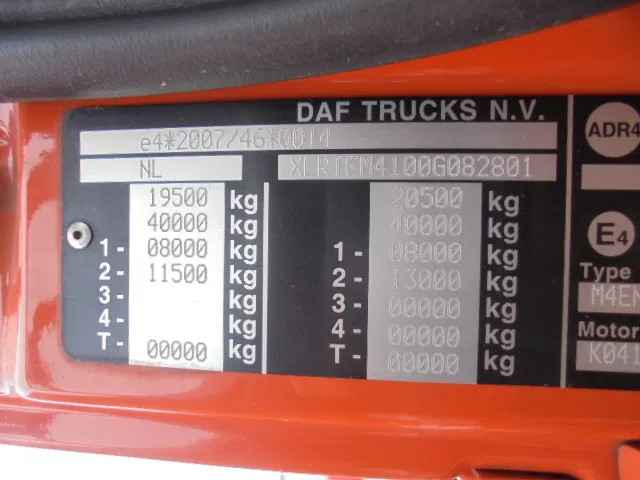 DAF TRUCKS N.V.
e4*2007/46*0014
NL
19500 kg
40000 kg
1- 08000 kg
2- 11500 kg
3- kg
4- kg
T- 00000 kg
20500 kg
40000 kg
1- 08000 kg
2- 13000 kg
3- 00000 kg
4- 00000 kg
T- 00000 kg
ADR4
E4
Type
Motor